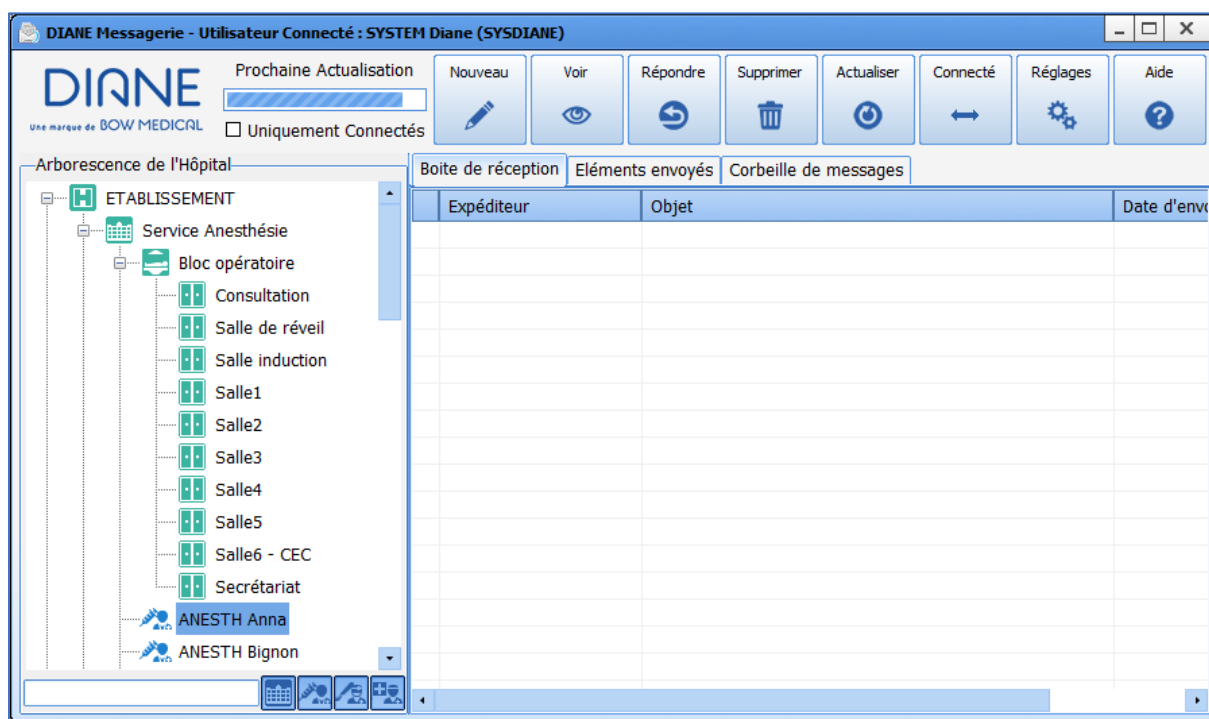 DIANE Messagerie - Utilisateur Connecté : SYSTEM Diane (SYSDIANE)
DIANE
Une marque de BOW MEDICAL
Prochaine Actualisation
Uniquement Connectés
Nouveau
Voir
Répondre
Supprimer
Actualiser
Connecté
Réglages
Aide
Arborescence de l'Hôpital
ETABLISSEMENT
Service Anesthésie
Bloc opératoire
Consultation
Salle de réveil
Salle induction
Salle1
Salle2
Salle3
Salle4
Salle5
Salle6 - CEC
Secrétariat
ANESTH Anna
ANESTH Bignon
Boite de réception
Eléments envoyés
Corbeille de messages
Expéditeur
Objet
Date d'envo